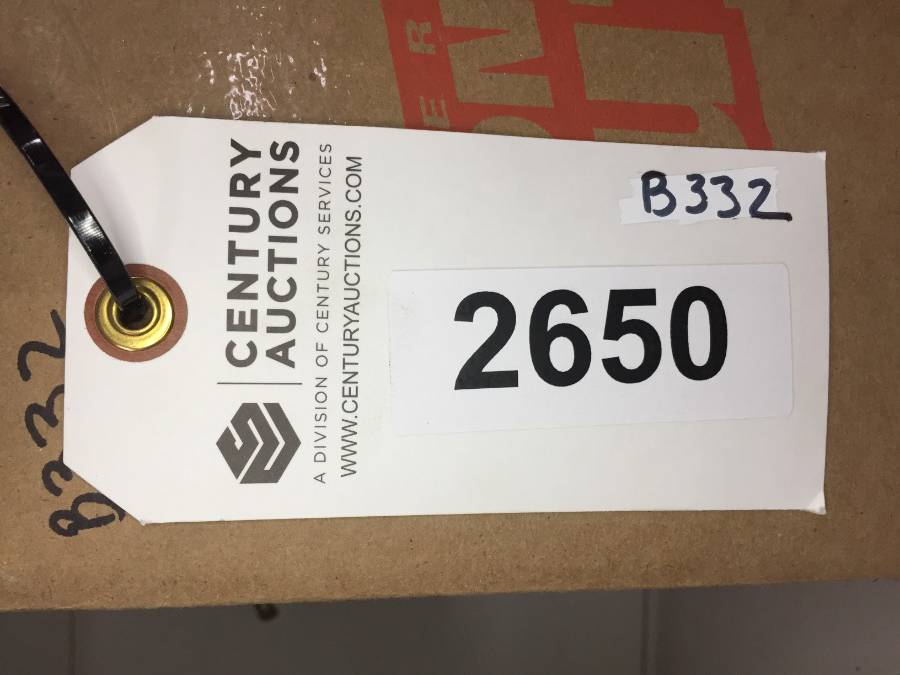 CENTURY
AUCTIONS
A DIVISION OF CENTURY SERVICES
WWW.CENTURYAUCTIONS.COM
B332
2650
B332